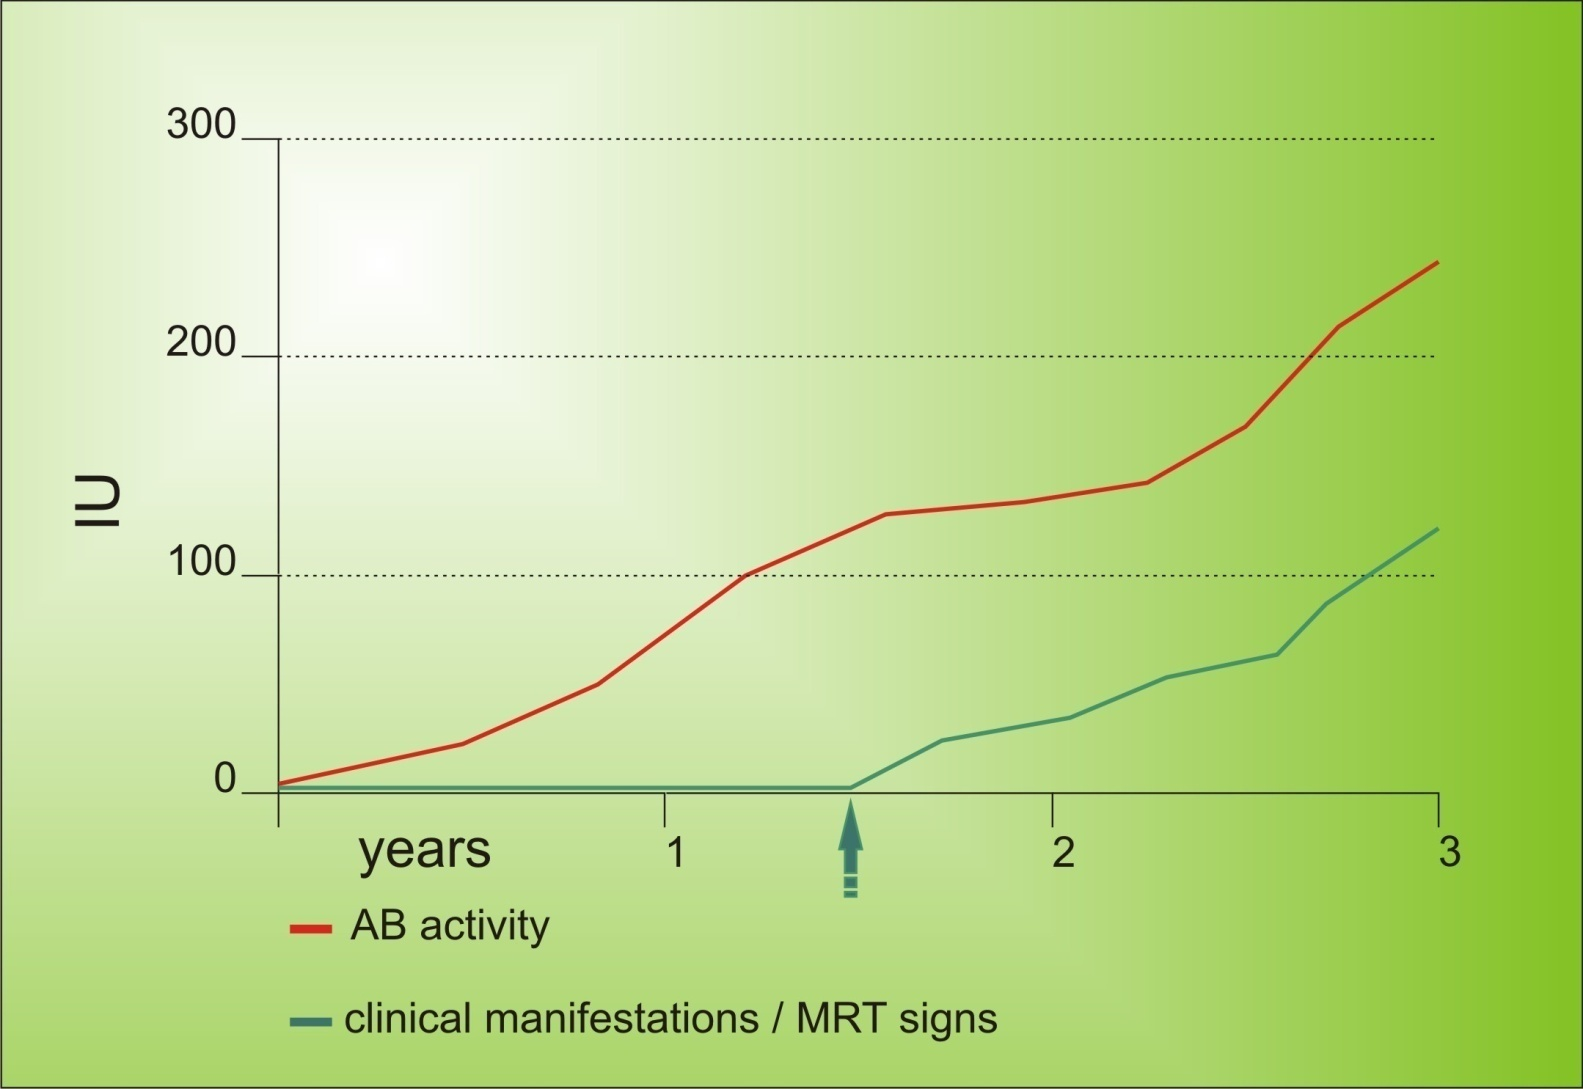 300
200
IU
100
0
years 1 2 3
AB activity
clinical manifestations / MRT signs